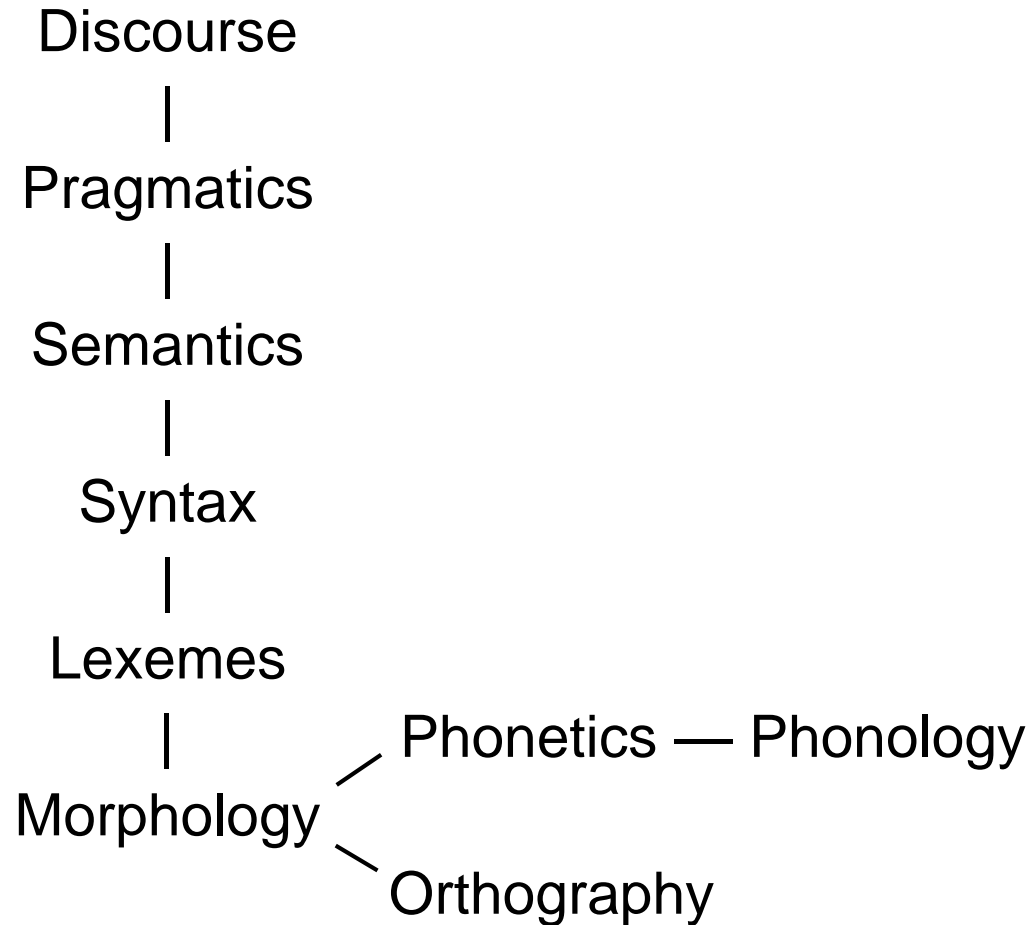 Discourse
Pragmatics
Semantics
Syntax
Lexemes
Phonetics — Phonology
Morphology
Orthography